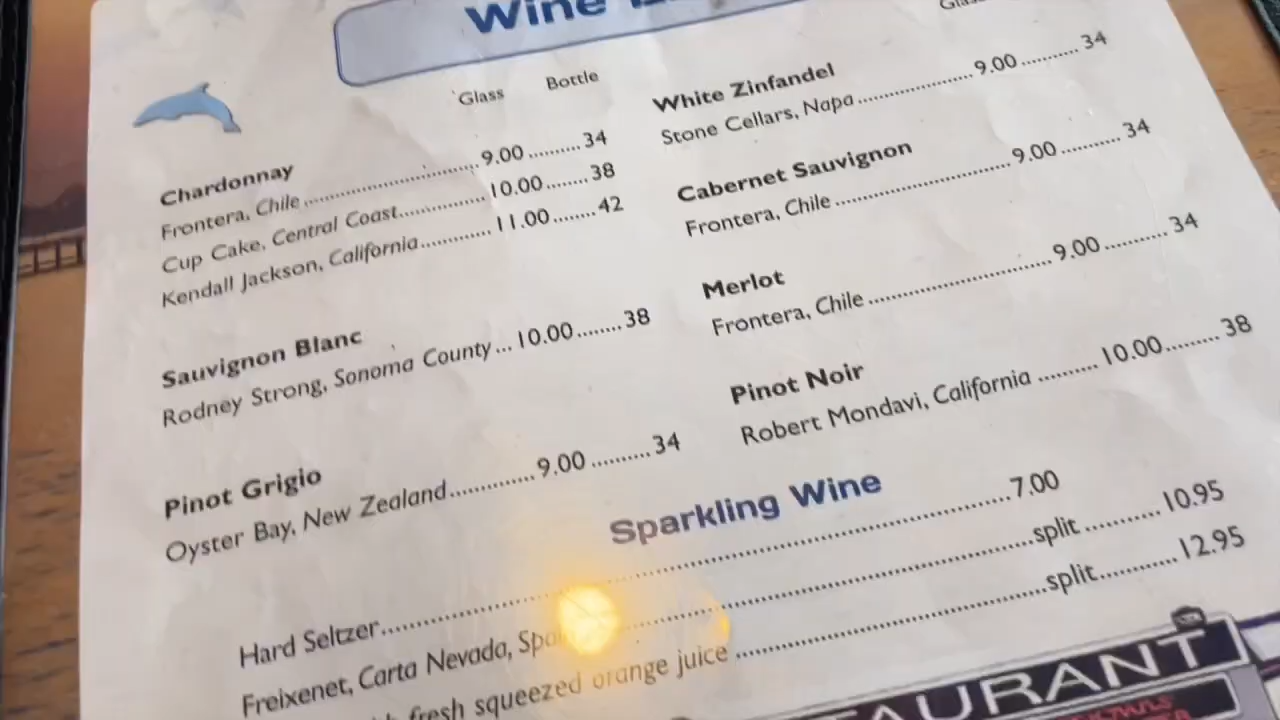 Wine
Glass Bottle
Chardonnay
Frontera, Chile.....................................9.00..........34
Cup Cake, Central Coast..................10.00........38
Kendall Jackson, California...............11.00........42
Sauvignon Blanc
Rodney Strong, Sonoma County...10.00........38
Pinot Grigio
Oyster Bay, New Zealand..................9.00..........34
White Zinfandel
Stone Cellars, Napa........................9.00..........34
Cabernet Sauvignon
Frontera, Chile.....................................9.00..........34
Merlot
Frontera, Chile.....................................9.00..........34
Pinot Noir
Robert Mondavi, California..........10.00.........38
Sparkling Wine
Hard Seltzer....................................................7.00
Freixenet, Carta Nevada, ....................split............10.95
fresh squeezed orange juice....................split............12.95